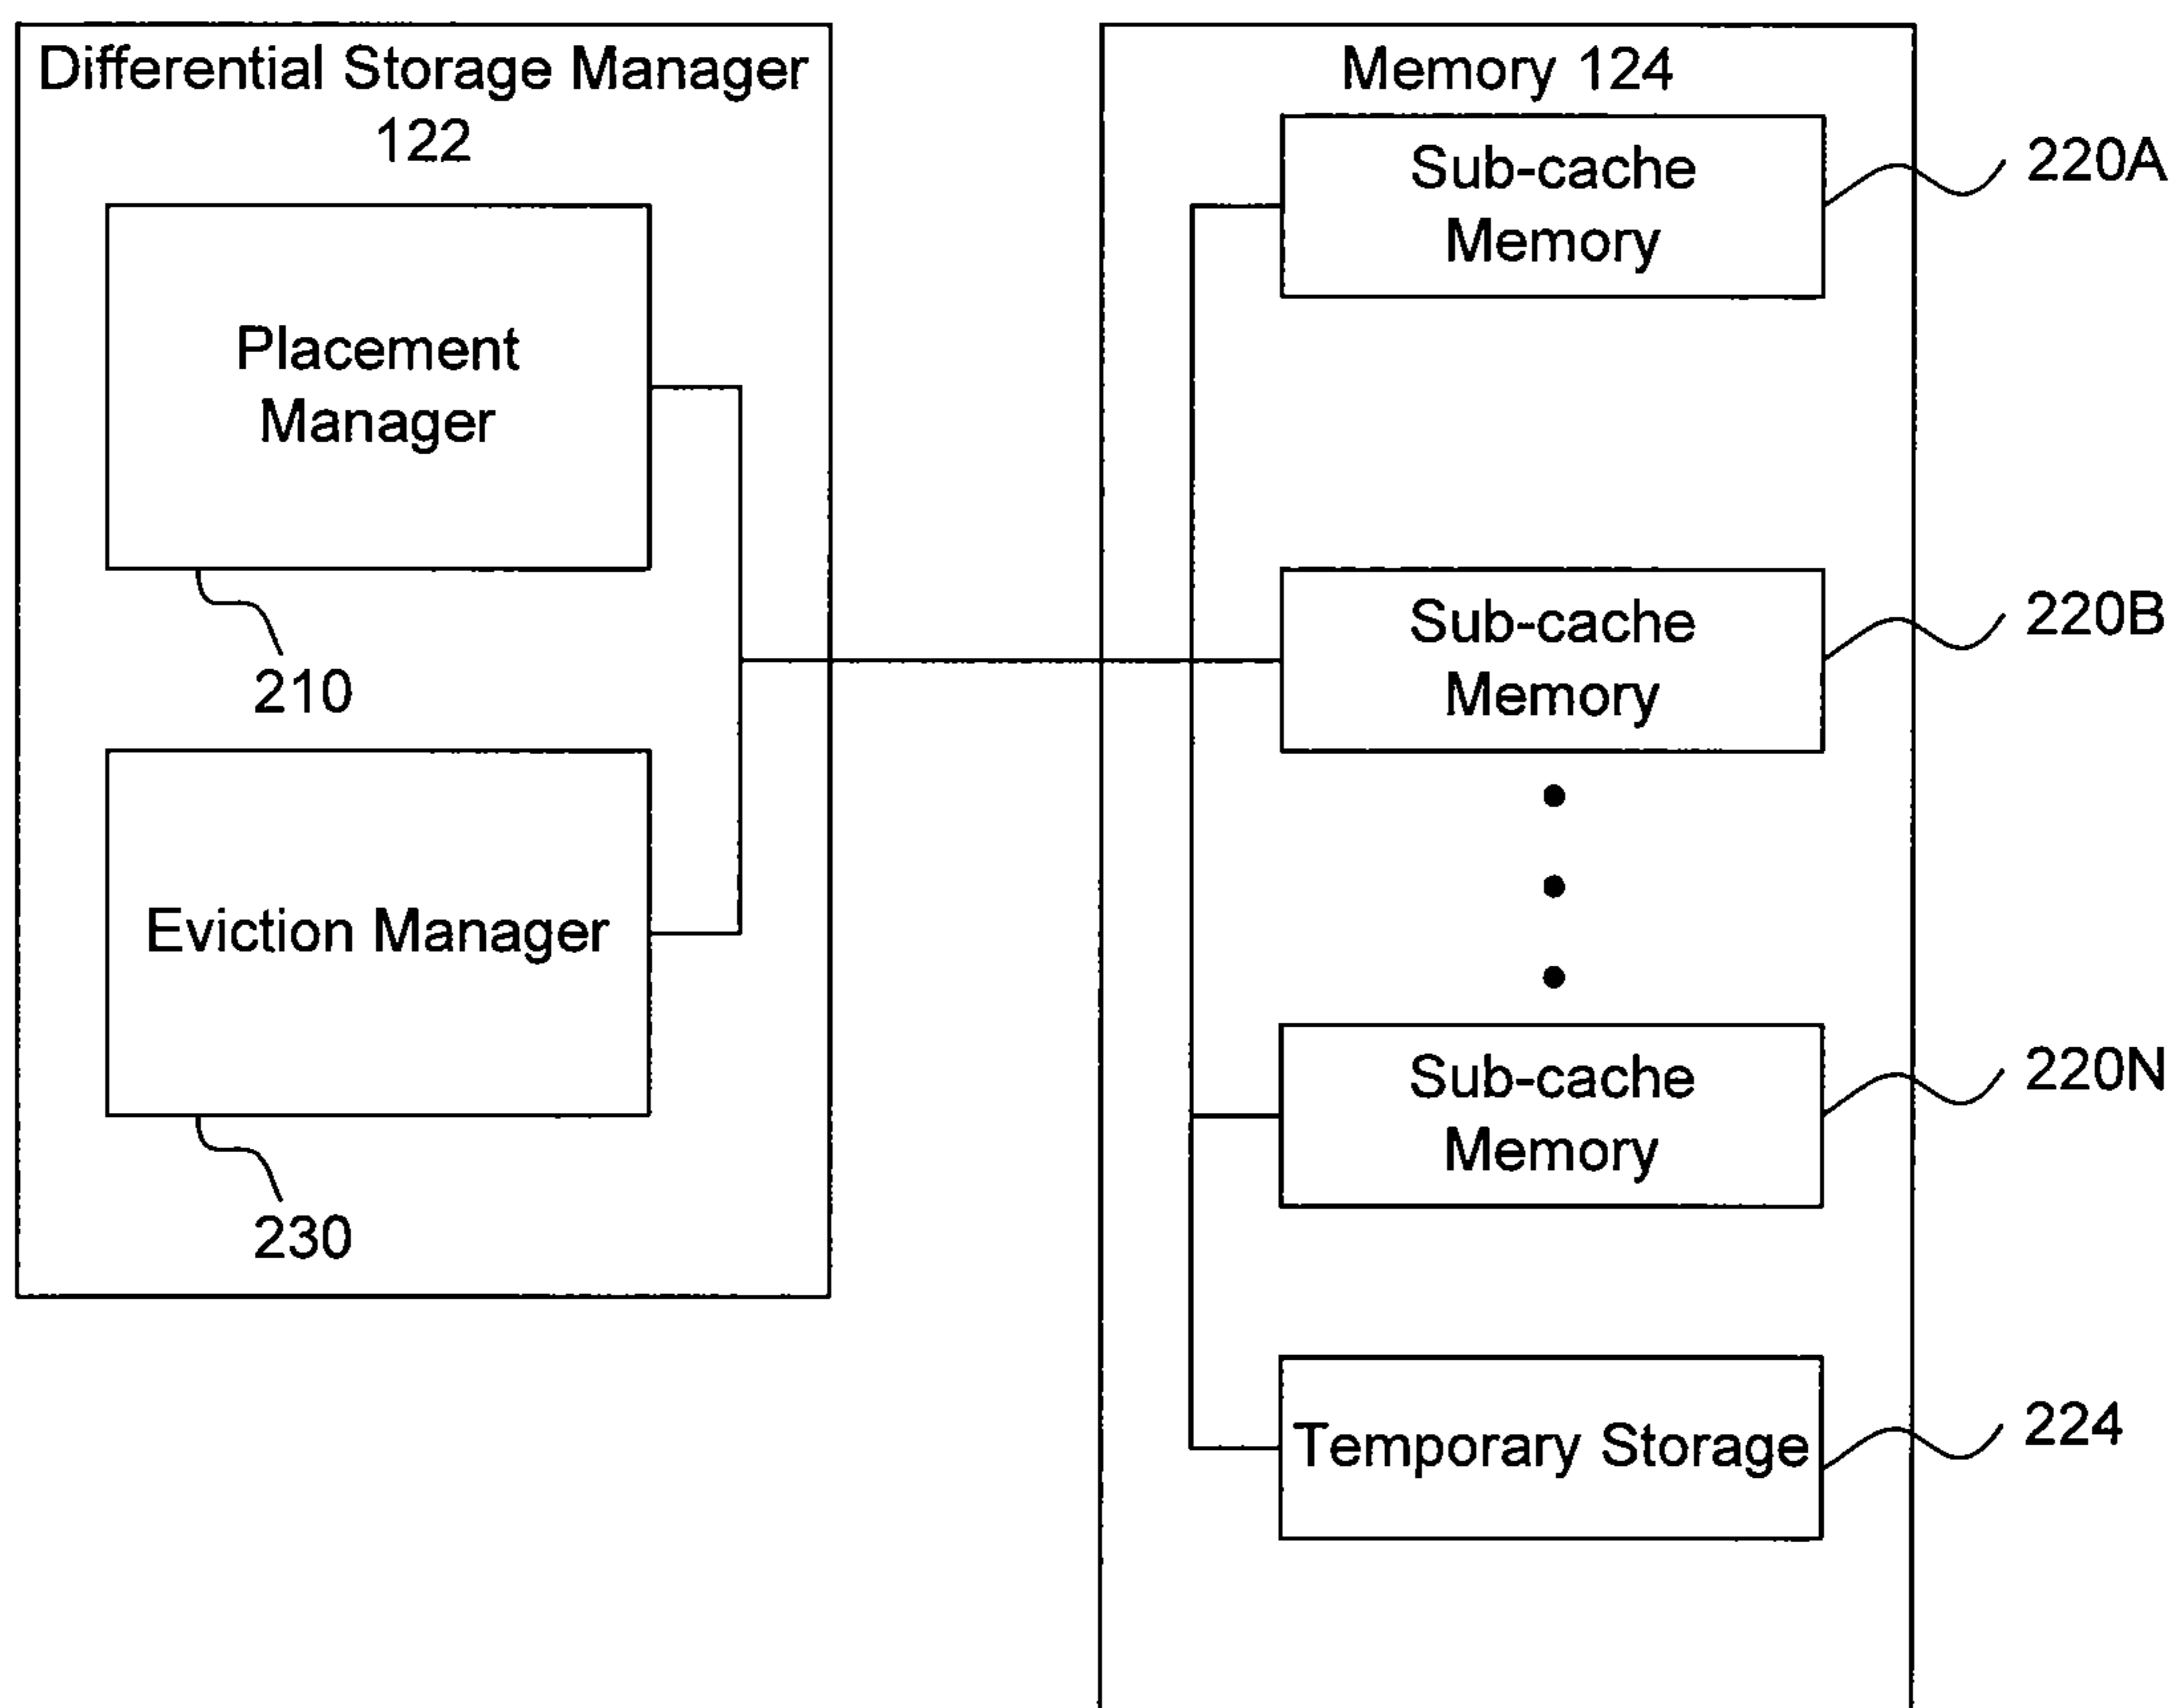 Differential Storage Manager
122
Placement
Manager
210
Eviction Manager
230
Memory 124
Sub-cache
Memory
220A
Sub-cache
Memory
220B
Sub-cache
Memory
220N
Temporary Storage
224